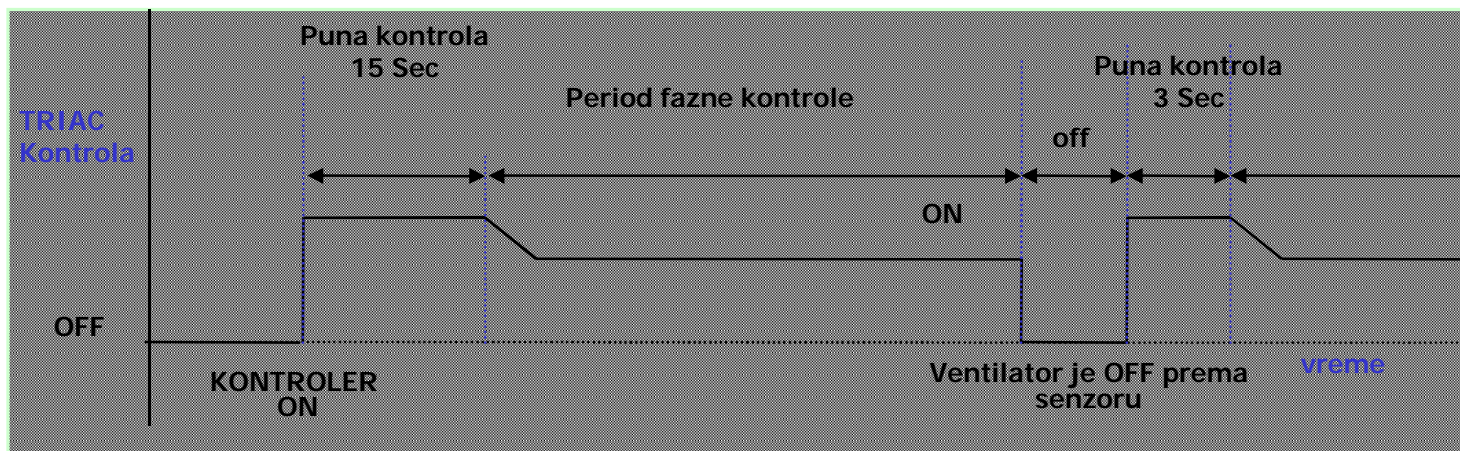 Puna kontrola
15 Sec
Puna kontrola
3 Sec
Period fazne kontrole
TRIAC
Kontrola
off
ON
OFF
KONTROLER
ON
Ventilator je OFF prema
senzoru
vreme